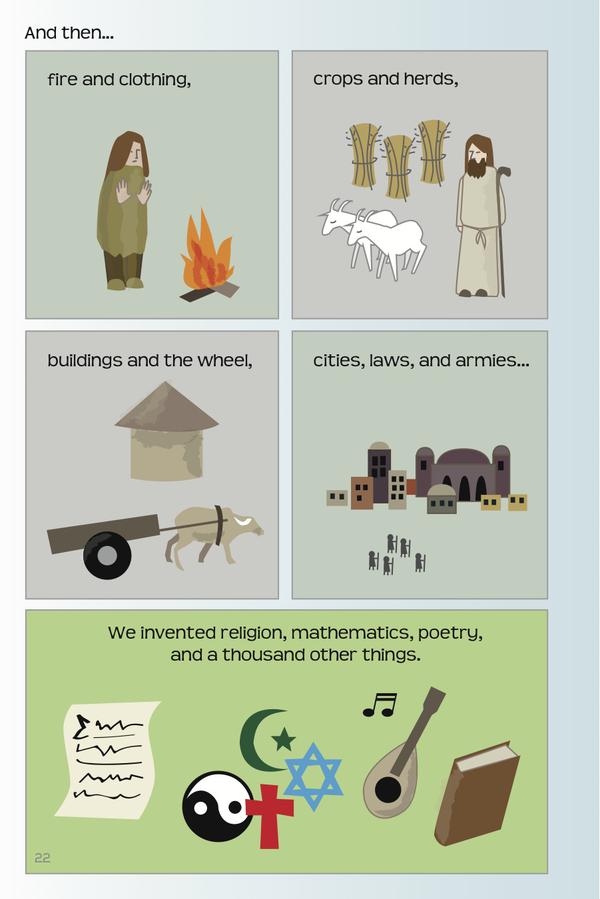 And then...
fire and clothing,
crops and herds,
buildings and the wheel,
cities, laws, and armies...
We invented religion, mathematics, poetry,
and a thousand other things.
22